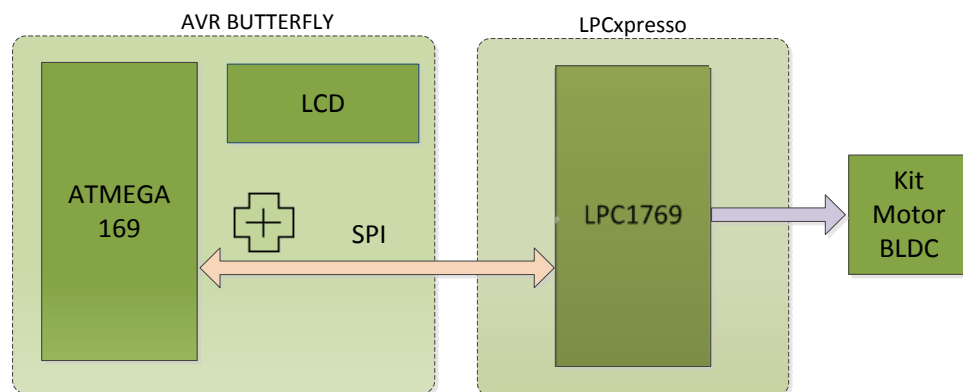 AVR BUTTERFLY
LPCxpresso
LCD
ATMEGA
169
SPI
LPC1769
Kit
Motor
BLDC